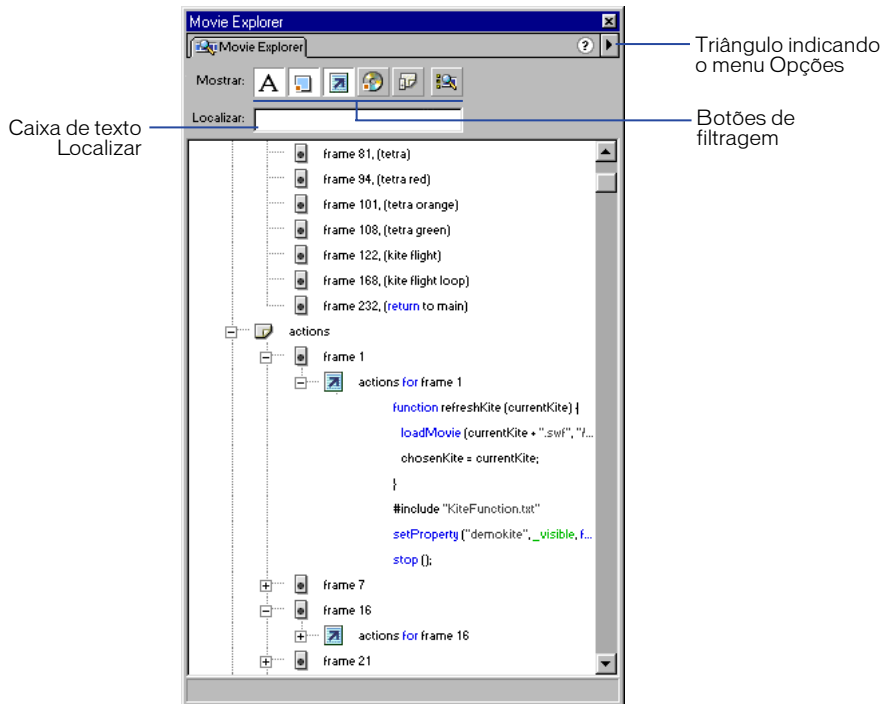 Movie Explorer
Movie Explorer
?
Triângulo indicando
o menu Opções
Mostrar: A
Botões de
filtragem
Localizar:
Caixa de texto
Localizar
frame 81, (tetra)
frame 94, (tetra red)
frame 101, (tetra orange)
frame 108, (tetra green)
frame 122, (kite flight)
frame 168, (kite flight loop)
frame 232, (return to main)
actions
frame 1
actions for frame 1
function refreshKite (currentKite) {
loadMovie (currentKite + ".swf", "/...
chosenKite = currentKite;
}
#include "KiteFunction.txt"
setProperty ("demokite", _visible, f...
stop ();
frame 7
frame 16
actions for frame 16
frame 21